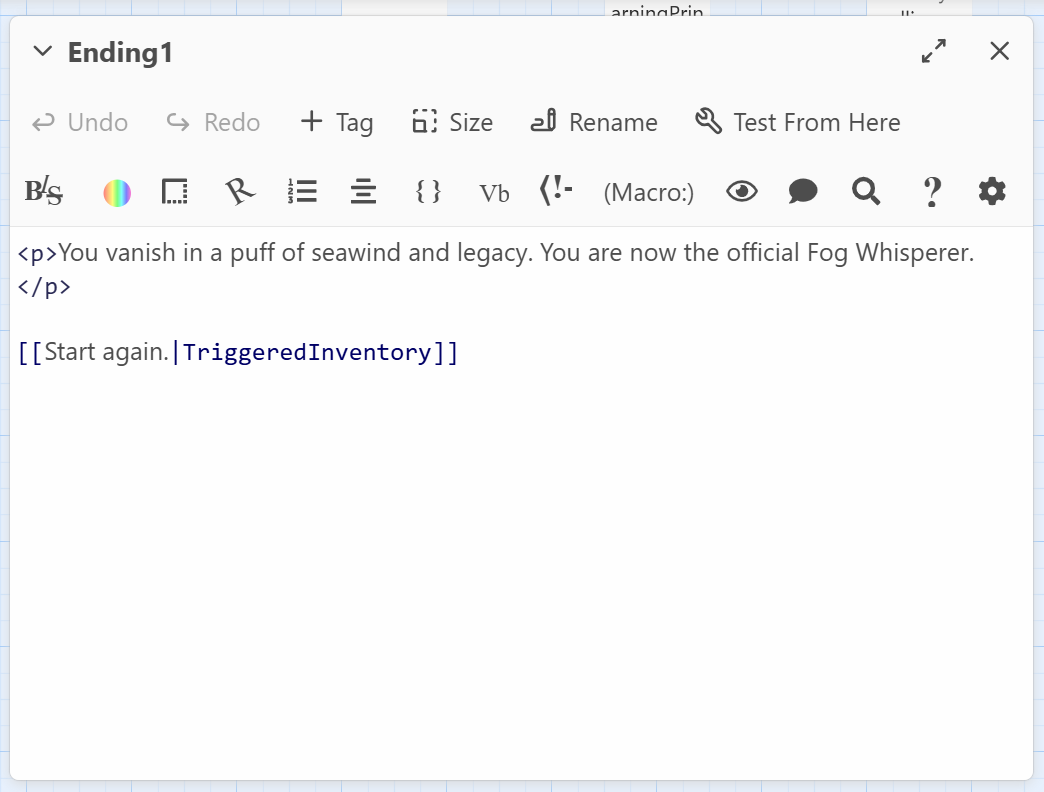 arningPrin
Ending1
Undo Redo + Tag Size Rename Test From Here
B/S Vb (Macro:)
<p>You vanish in a puff of seawind and legacy. You are now the official Fog Whisperer.
</p>
[[Start again.|TriggeredInventory]]